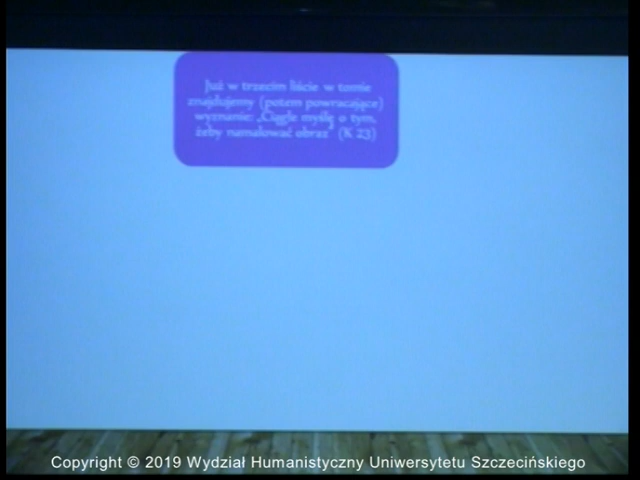 Już w trzecim liście w tomie
znajdujemy (potem powracające)
wyznanie: „Ciągle myślę o tym,
żeby namalować obraz” (K 23)
Copyright © 2019 Wydział Humanistyczny Uniwersytetu Szczecińskiego